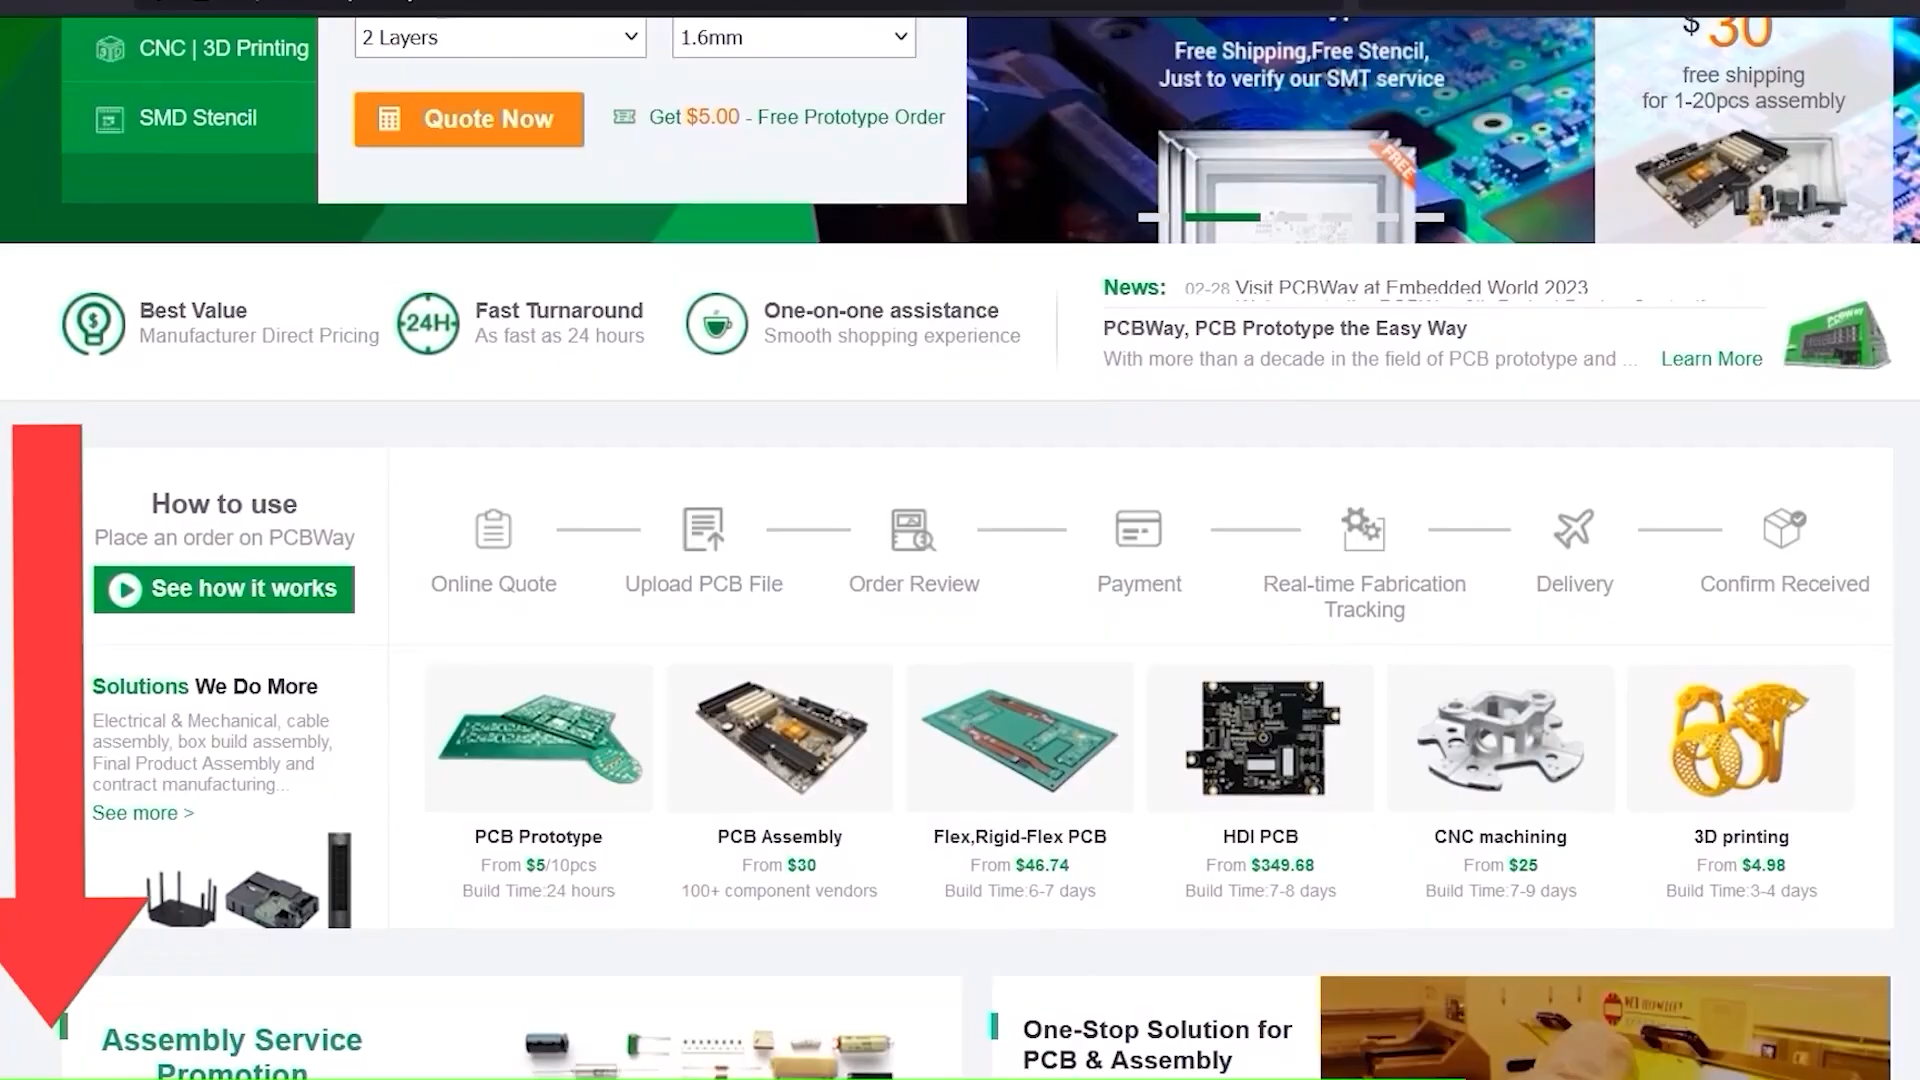 CNC | 3D Printing
SMD Stencil
2 Layers
1.6mm
Quote Now
Get $5.00 - Free Prototype Order
Free Shipping,Free Stencil,
Just to verify our SMT service
FREE
$30
free shipping
for 1-20pcs assembly
Best Value
Manufacturer Direct Pricing
24H
Fast Turnaround
As fast as 24 hours
One-on-one assistance
Smooth shopping experience
News: 02-28 Visit PCBWay at Embedded World 2023
PCBWay, PCB Prototype the Easy Way
With more than a decade in the field of PCB prototype and ... Learn More
PCBWay
How to use
Place an order on PCBWay
See how it works
Online Quote
Upload PCB File
Order Review
Payment
Real-time Fabrication
Tracking
Delivery
Confirm Received
Solutions We Do More
Electrical & Mechanical, cable
assembly, box build assembly,
Final Product Assembly and
contract manufacturing...
See more >
PCB Prototype
From $5/10pcs
Build Time:24 hours
PCB Assembly
From $30
100+ component vendors
Flex,Rigid-Flex PCB
From $46.74
Build Time:6-7 days
HDI PCB
From $349.68
Build Time:7-8 days
CNC machining
From $25
Build Time:7-9 days
3D printing
From $4.98
Build Time:3-4 days
Assembly Service
Promotion
One-Stop Solution for
PCB & Assembly